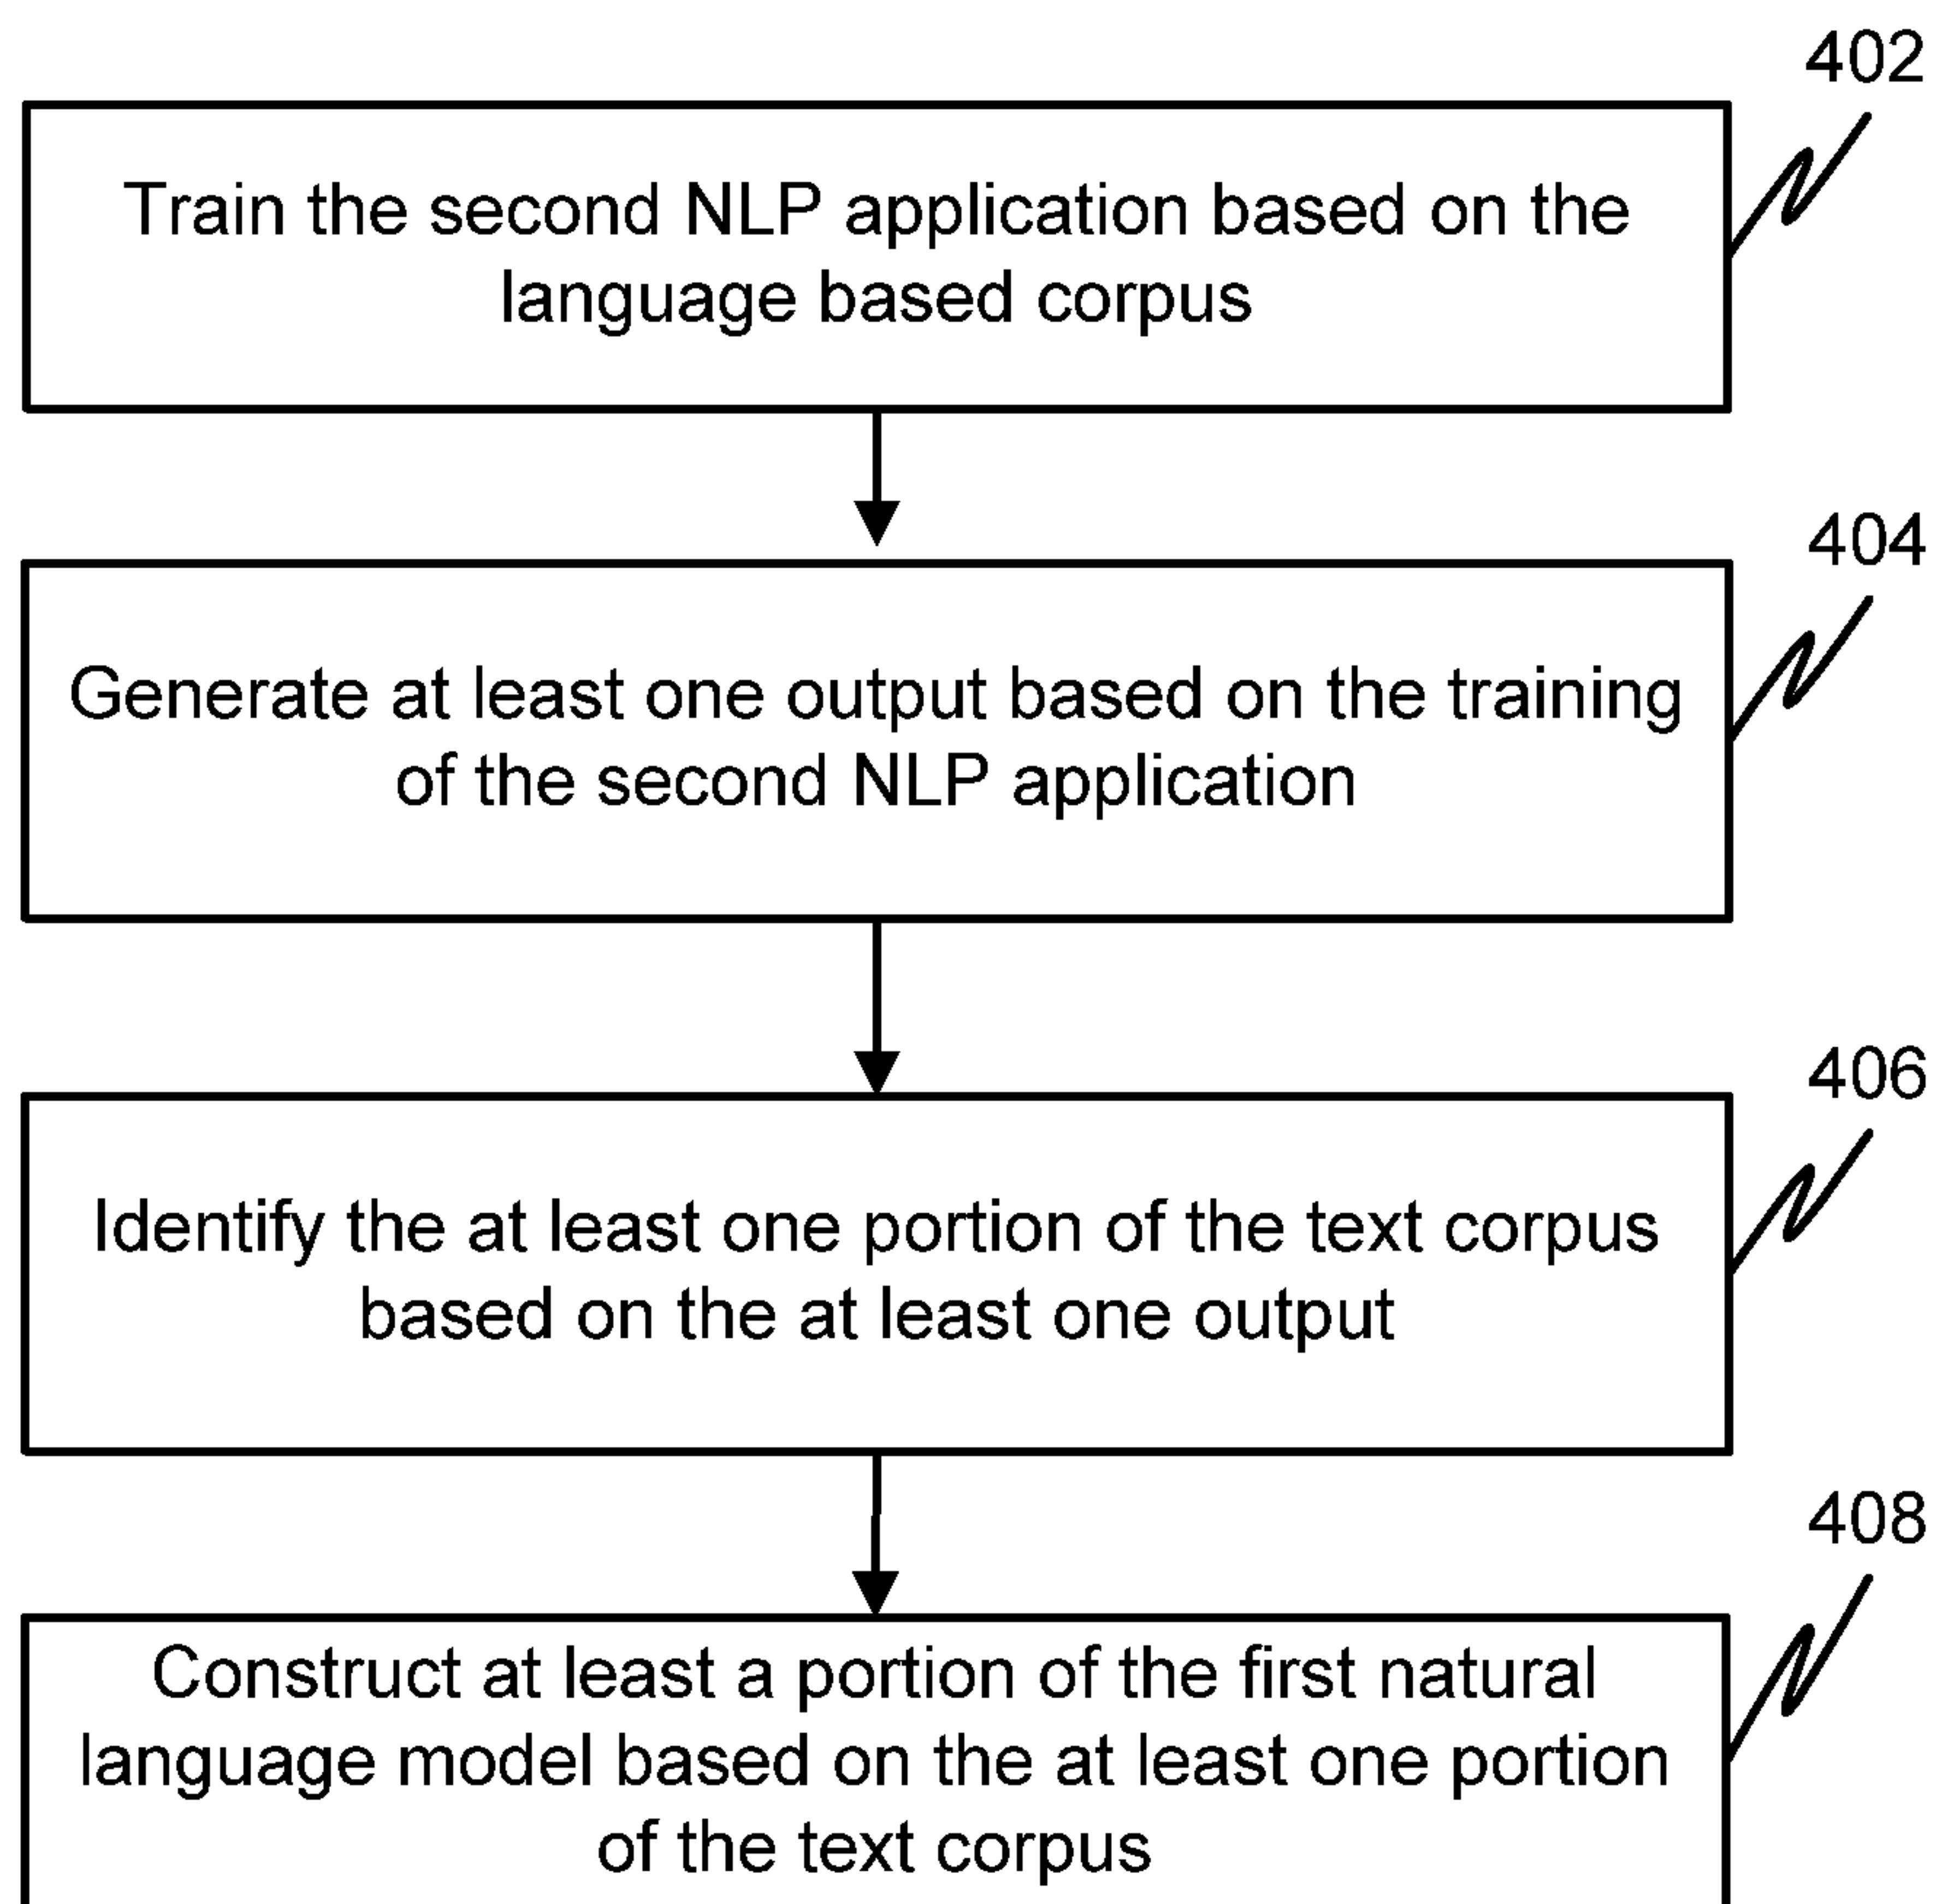 402
Train the second NLP application based on the
language based corpus
404
Generate at least one output based on the training
of the second NLP application
406
Identify the at least one portion of the text corpus
based on the at least one output
408
Construct at least a portion of the first natural
language model based on the at least one portion
of the text corpus